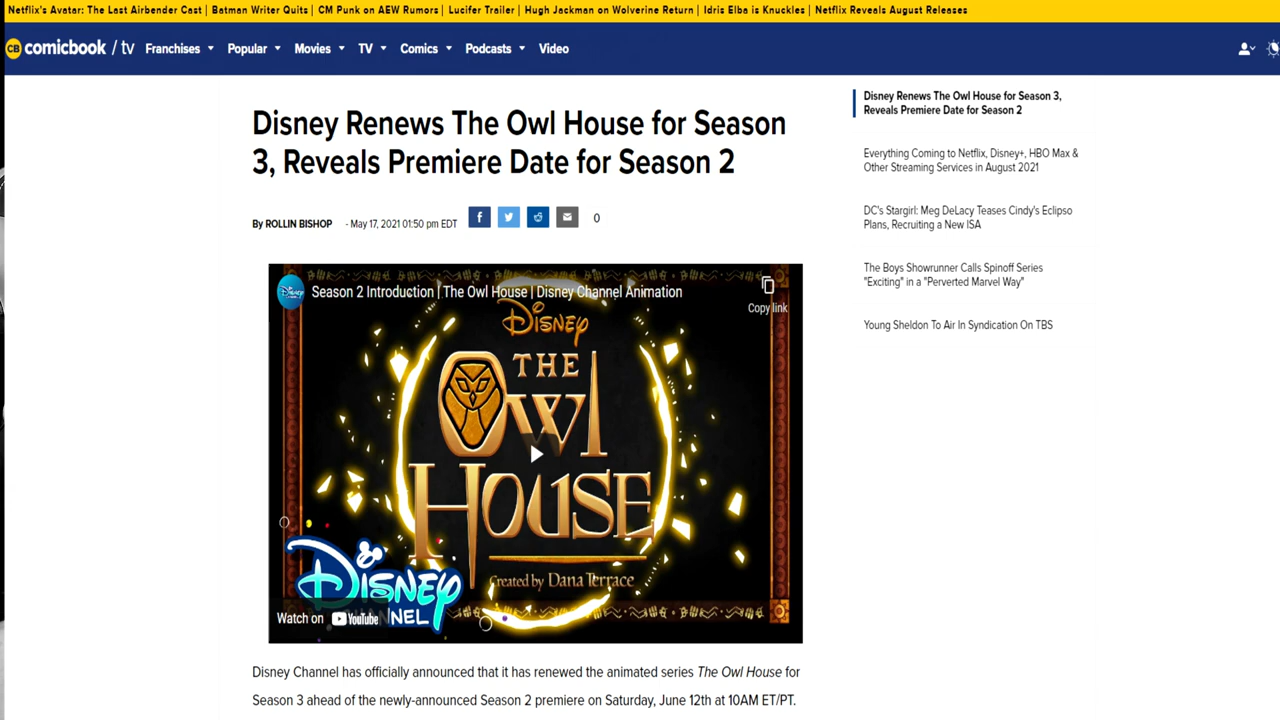 Netflix's Avatar: The Last Airbender Cast | Batman Writer Quits | CM Punk on AEW Rumors | Lucifer Trailer | Hugh Jackman on Wolverine Return | Idris Elba is Knuckles | Netflix Reveals August Releases
CB comicbook / tv Franchises Popular Movies TV Comics Podcasts Video
Disney Renews The Owl House for Season
3, Reveals Premiere Date for Season 2
By ROLLIN BISHOP - May 17, 2021 01:50 pm EDT f 0
Disney Season 2 Introduction | The Owl House | Disney Channel Animation
Copy link
DISNEY
THE
OWL
HOUSE
Created by Dana Terrace
DISNEY
NNEL
Watch on YouTube
Disney Channel has officially announced that it has renewed the animated series The Owl House for
Season 3 ahead of the newly-announced Season 2 premiere on Saturday, June 12th at 10AM ET/PT.
Disney Renews The Owl House for Season 3,
Reveals Premiere Date for Season 2
Everything Coming to Netflix, Disney+, HBO Max &
Other Streaming Services in August 2021
DC's Stargirl: Meg DeLacy Teases Cindy's Eclipso
Plans, Recruiting a New ISA
The Boys Showrunner Calls Spinoff Series
"Exciting" in a "Perverted Marvel Way"
Young Sheldon To Air In Syndication On TBS